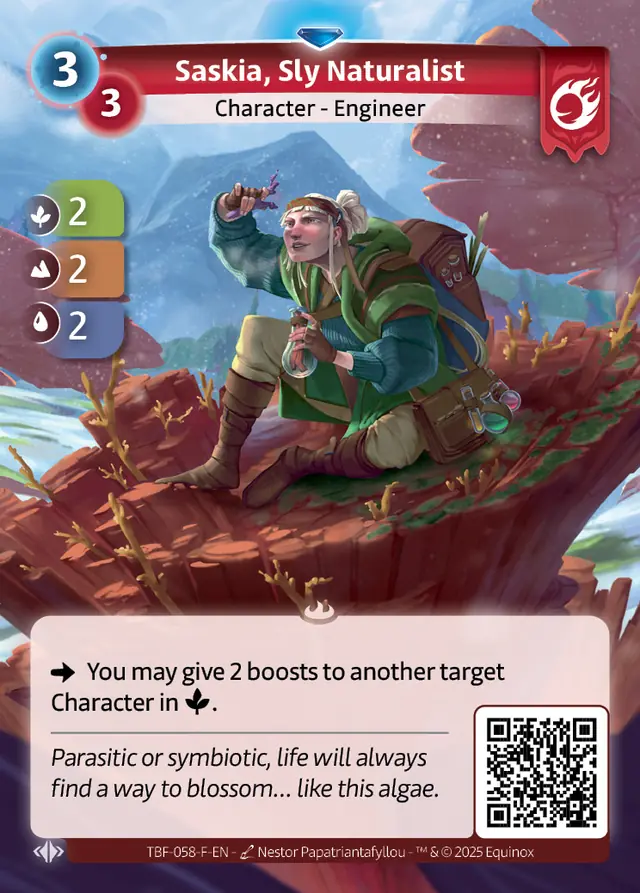 3
Saskia, Sly Naturalist
3
Character - Engineer
2
2
2
You may give 2 boosts to another target
Character in .
Parasitic or symbiotic, life will always
find a way to blossom... like this algae.
TBF-058-F-EN - Nestor Papatriantafyllou - ™ & © 2025 Equinox